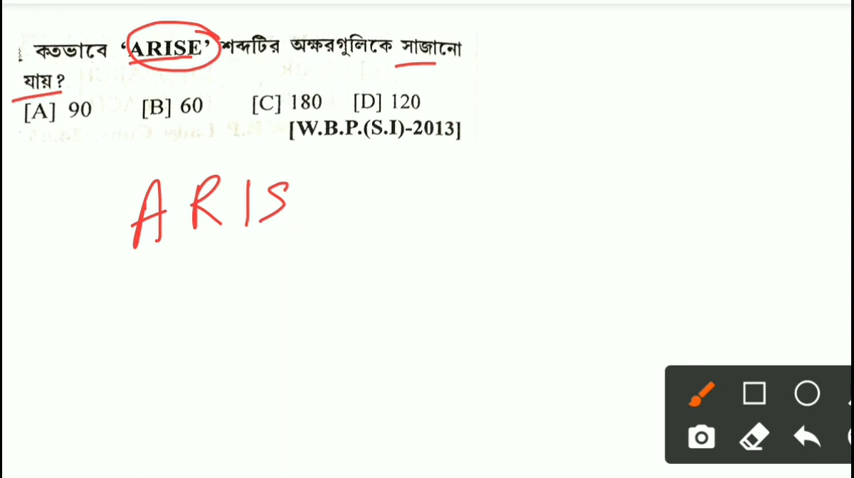 কতভাবে ‘ARISE’ শব্দটির অক্ষরগুলিকে সাজানো
যায়?
[A] 90 [B] 60 [C] 180 [D] 120
[W.B.P.(S.I)-2013]
ARIS